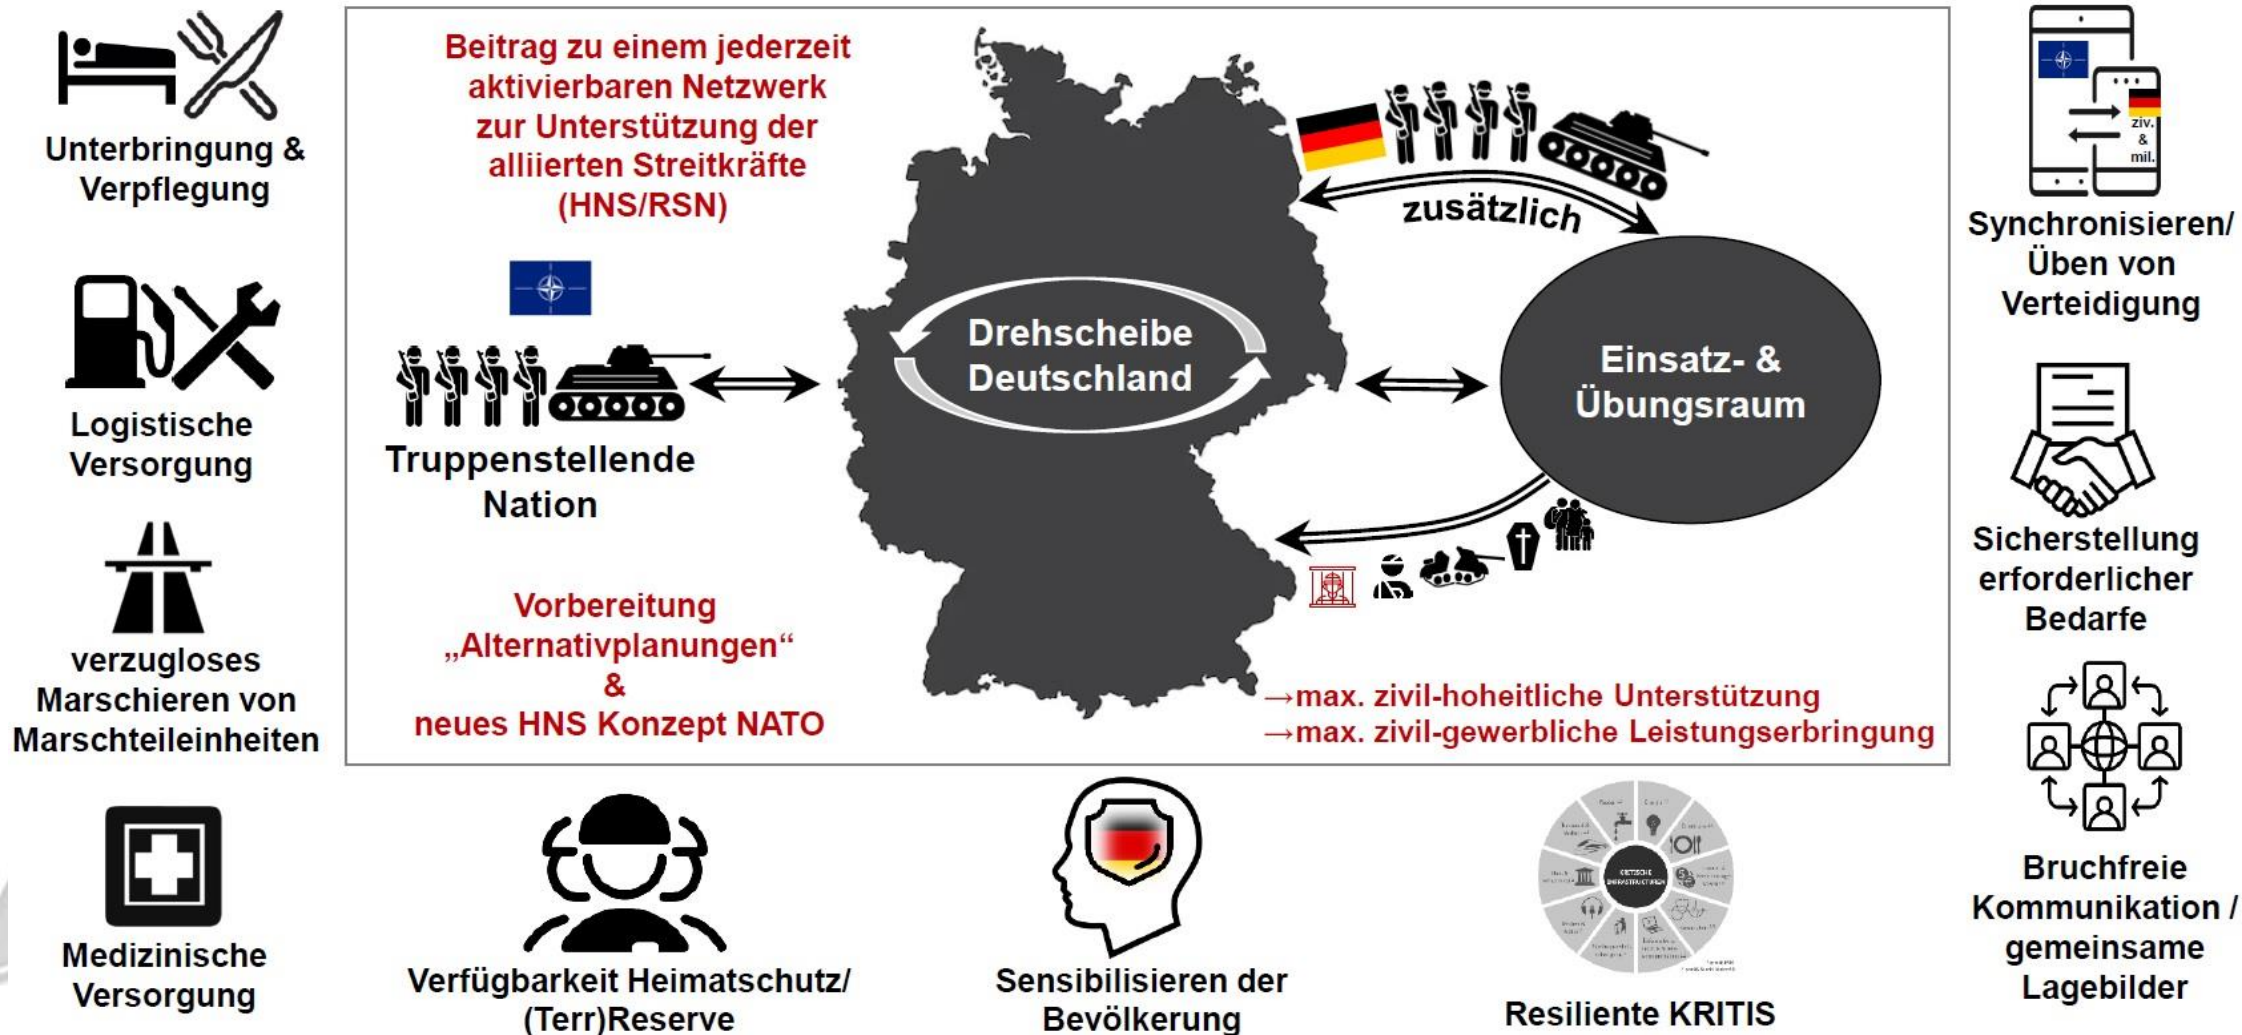 Unterbringung &
Verpflegung
Logistische
Versorgung
verzugloses
Marschieren von
Marschteileinheiten
Medizinische
Versorgung
Beitrag zu einem jederzeit
aktivierbaren Netzwerk
zur Unterstützung der
alliierten Streitkräfte
(HNS/RSN)
Truppenstellende
Nation
Vorbereitung
„Alternativplanungen“
&
neues HNS Konzept NATO
Drehscheibe
Deutschland
zusätzlich
Einsatz- &
Übungsraum
→max. zivil-hoheitliche Unterstützung
→max. zivil-gewerbliche Leistungserbringung
Verfügbarkeit Heimatschutz/
(Terr)Reserve
Sensibilisieren der
Bevölkerung
KRITISCHE
INFRASTRUKTUREN
Resiliente KRITIS
ziv.
&
mil.
Synchronisieren/
Üben von
Verteidigung
Sicherstellung
erforderlicher
Bedarfe
Bruchfreie
Kommunikation /
gemeinsame
Lagebilder